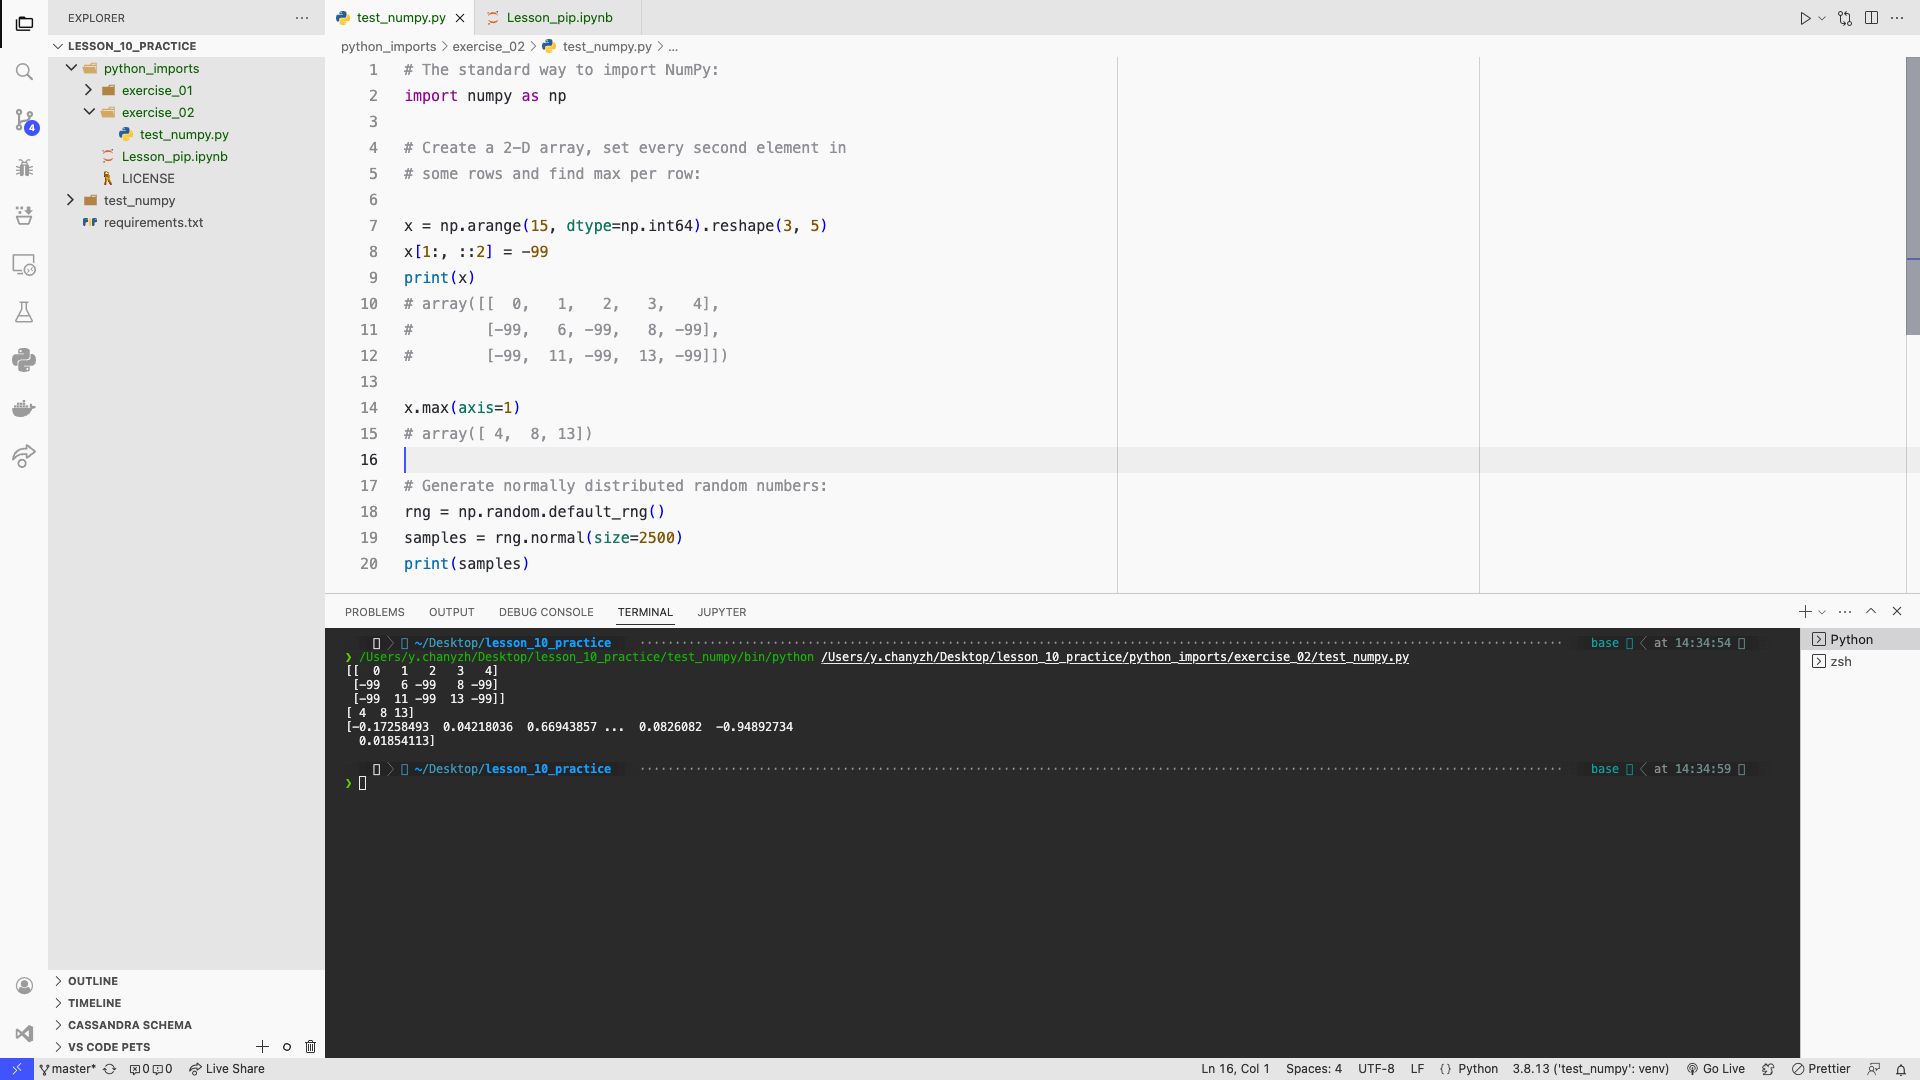 EXPLORER
LESSON_10_PRACTICE
python_imports
exercise_01
exercise_02
test_numpy.py
Lesson_pip.ipynb
LICENSE
test_numpy
requirements.txt
OUTLINE
TIMELINE
CASSANDRA SCHEMA
VS CODE PETS
4
test_numpy.py
Lesson_pip.ipynb
python_imports > exercise_02 > test_numpy.py > ...
1 # The standard way to import NumPy:
2 import numpy as np
3
4 # Create a 2-D array, set every second element in
5 # some rows and find max per row:
6
7 x = np.arange(15, dtype=np.int64).reshape(3, 5)
8 x[1:, ::2] = -99
9 print(x)
10 # array([[  0,   1,   2,   3,   4],
11 #        [-99,   6, -99,   8, -99],
12 #        [-99,  11, -99,  13, -99]])
13
14 x.max(axis=1)
15 # array([ 4,  8, 13])
16
17 # Generate normally distributed random numbers:
18 rng = np.random.default_rng()
19 samples = rng.normal(size=2500)
20 print(samples)
PROBLEMS OUTPUT DEBUG CONSOLE TERMINAL JUPYTER
~/Desktop/lesson_10_practice base at 14:34:54
❯ /Users/y.chanyzh/Desktop/lesson_10_practice/test_numpy/bin/python /Users/y.chanyzh/Desktop/lesson_10_practice/python_imports/exercise_02/test_numpy.py
[[  0   1   2   3   4]
 [-99   6 -99   8 -99]
 [-99  11 -99  13 -99]]
[ 4  8 13]
[-0.17258493  0.04218036  0.66943857 ...  0.0826082  -0.94892734
  0.01854113]
~/Desktop/lesson_10_practice base at 14:34:59
❯
Python
zsh
master* 0 0 Live Share Ln 16, Col 1 Spaces: 4 UTF-8 LF { } Python 3.8.13 ('test_numpy': venv) Go Live Prettier